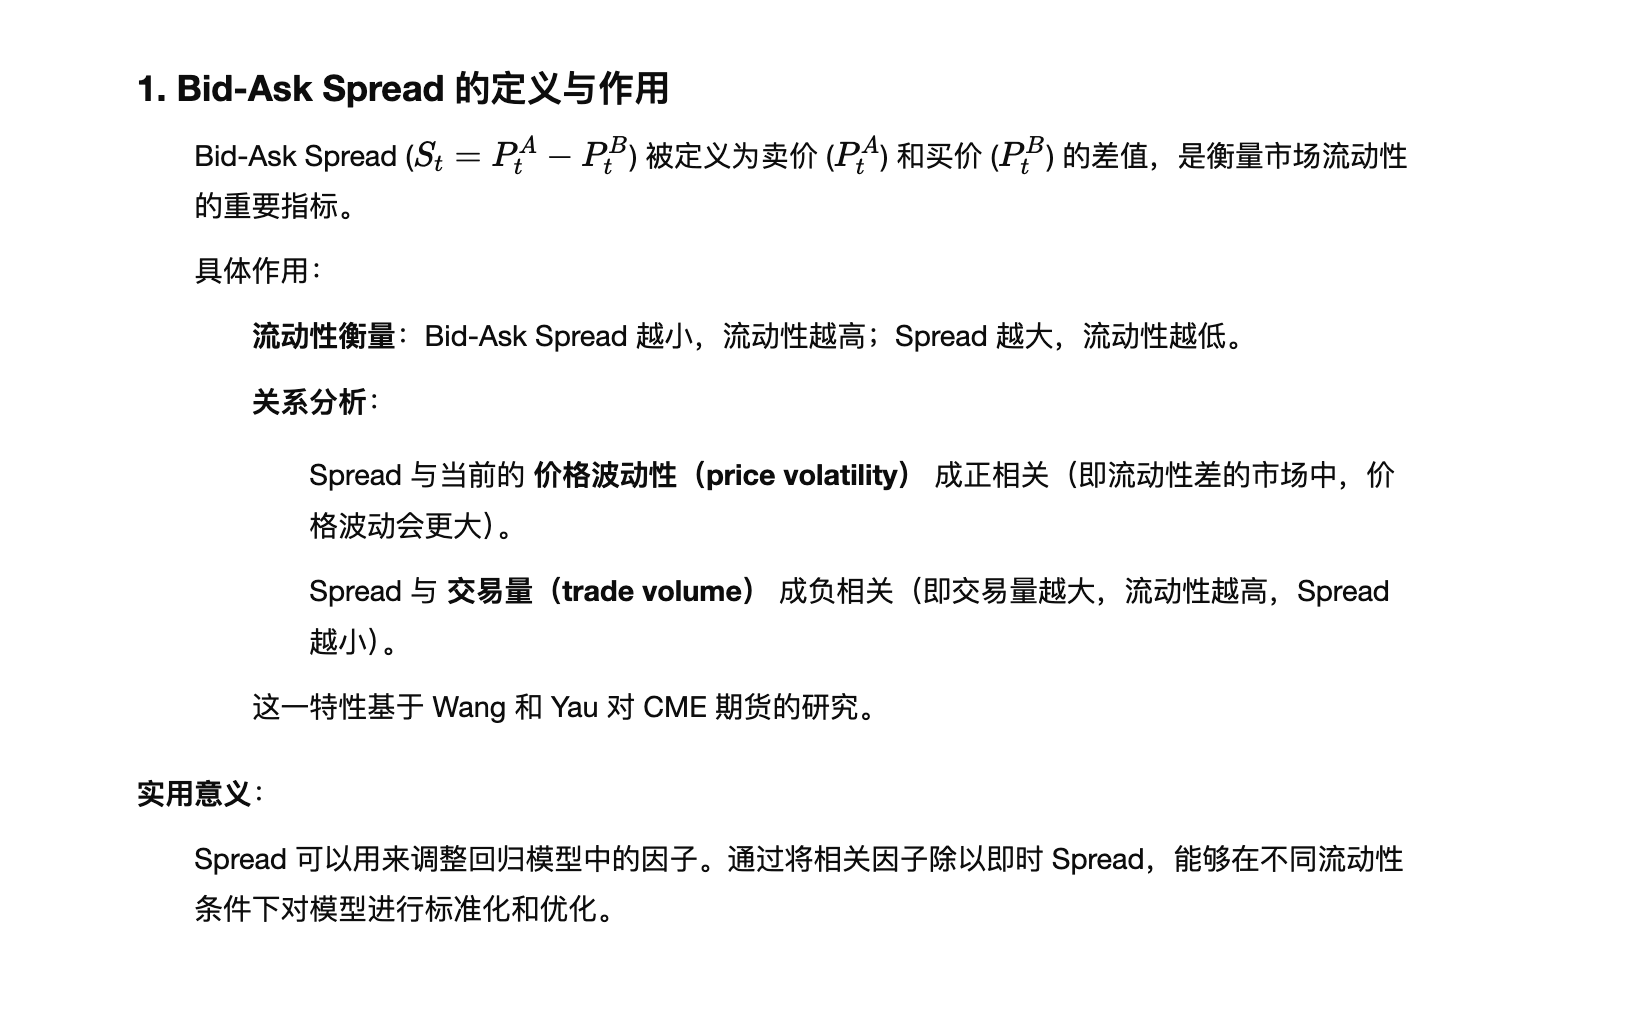 1. Bid-Ask Spread 的定义与作用
Bid-Ask Spread (S_t = P_t^A − P_t^B) 被定义为卖价 (P_t^A) 和买价 (P_t^B) 的差值，是衡量市场流动性
的重要指标。
具体作用：
流动性衡量：Bid-Ask Spread 越小，流动性越高；Spread 越大，流动性越低。
关系分析：
Spread 与当前的 价格波动性（price volatility） 成正相关（即流动性差的市场中，价
格波动会更大）。
Spread 与 交易量（trade volume） 成负相关（即交易量越大，流动性越高，Spread
越小）。
这一特性基于 Wang 和 Yau 对 CME 期货的研究。
实用意义：
Spread 可以用来调整回归模型中的因子。通过将相关因子除以即时 Spread，能够在不同流动性
条件下对模型进行标准化和优化。